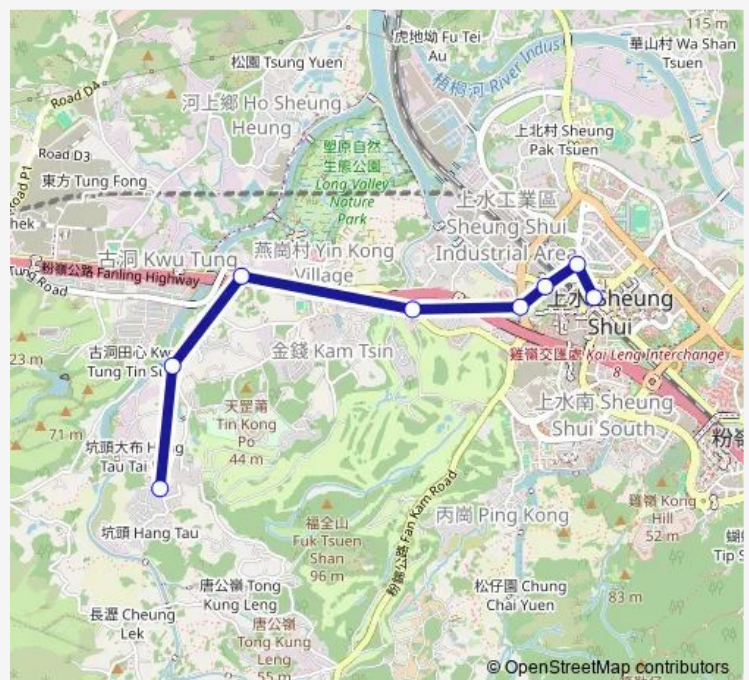 115 m
虎地坳 Fu Tei
Au
華山村 Wa Shan
Tsuen
松園 Tsung Yuen
梧桐河 River Indus
Road D4
河上鄉 Ho Sheung
Heung
上北村 Sheung
Pak Tsuen
塱原自然
生態公園
Long Valley
Nature
Park
Road D3
Road P1
東方 Tung Fong
上水工業區
Sheung Shui
Industrial Area
古洞 Kwu Tung
燕崗村 Yin Kong
Village
粉嶺公路 Fanling Highway
Tung Road
上水 Sheung
Shui
金錢 Kam Tsin
雞嶺交匯處 Kai Leng Interchange
8
23 m
古洞田心 Kwu
Tung Tin
天罡莆
Tin Kong
Po
44 m
上水南 Sheung
Shui South
71 m
坑頭大布
Tau Tai
粉錦公路 Fan Kam Road
雞嶺 Kong
Hill
52 m
丙崗 Ping Kong
坑頭 Hang Tau
福全山
Fuk Tsuen
Shan
96 m
Tip
唐公嶺 Tong
Kung Leng
松仔園 Chung
Chai Yuen
83 m
長瀝 Cheung
Lek
唐公嶺
Tong Kung
Leng
55 m
© OpenStreetMap contributors